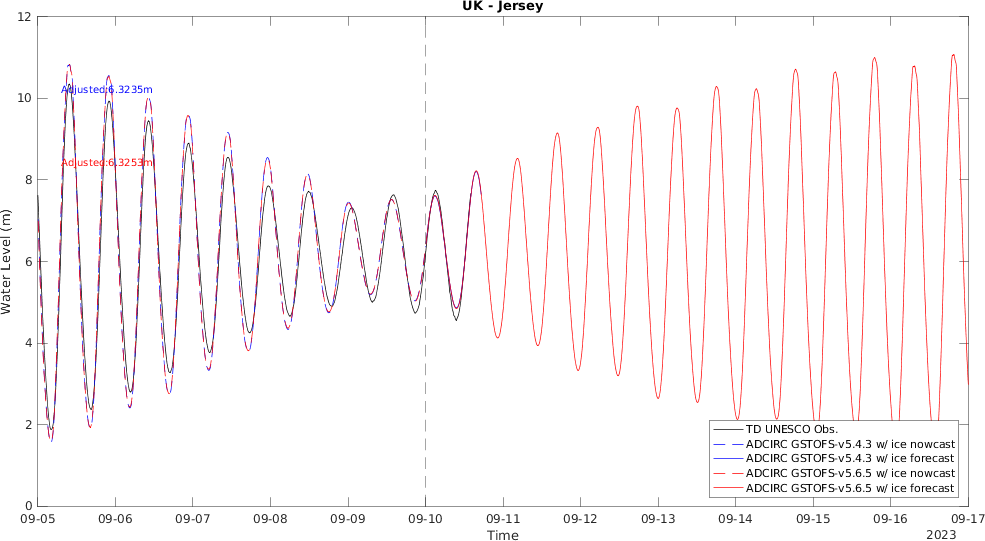 UK - Jersey
12
10
8
6
4
2
0
Water Level (m)
Adjusted:6.3235m
Adjusted:6.3253m
TD UNESCO Obs.
ADCIRC GSTOFS-v5.4.3 w/ ice nowcast
ADCIRC GSTOFS-v5.4.3 w/ ice forecast
ADCIRC GSTOFS-v5.6.5 w/ ice nowcast
ADCIRC GSTOFS-v5.6.5 w/ ice forecast
09-05 09-06 09-07 09-08 09-09 09-10 09-11 09-12 09-13 09-14 09-15 09-16 09-17
Time
2023